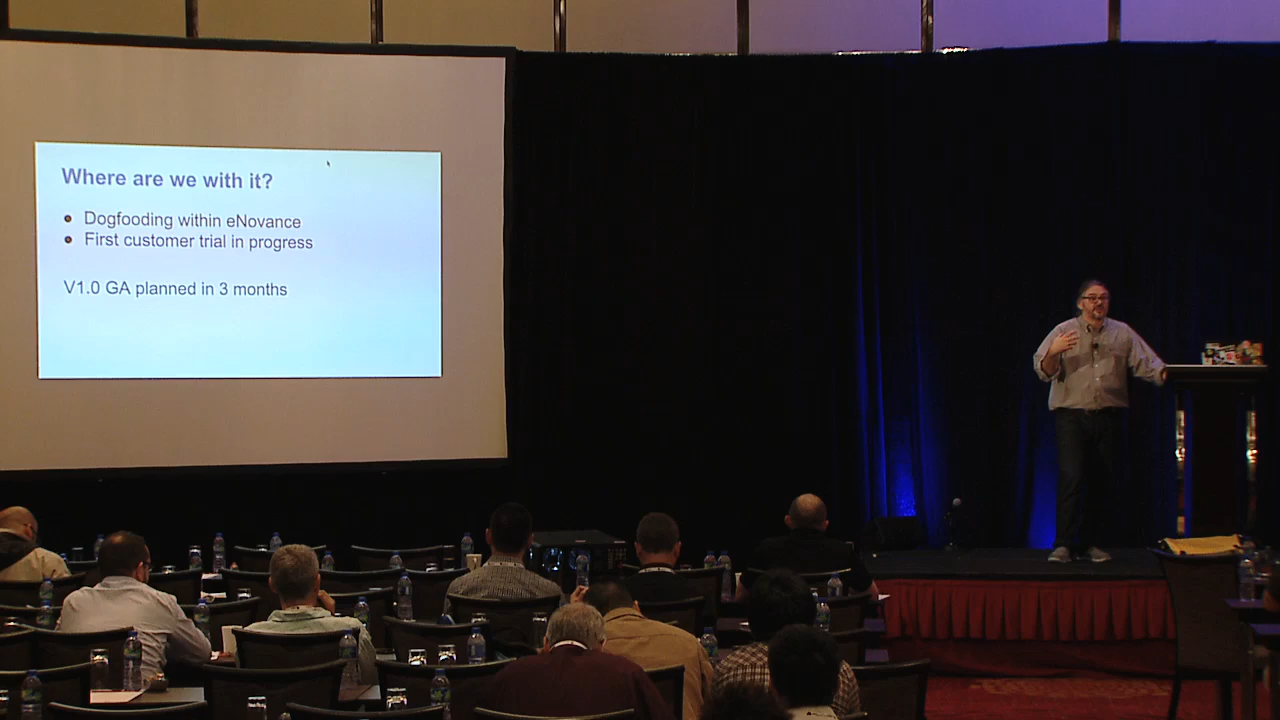 Where are we with it?
Dogfooding within eNovance
First customer trial in progress
V1.0 GA planned in 3 months